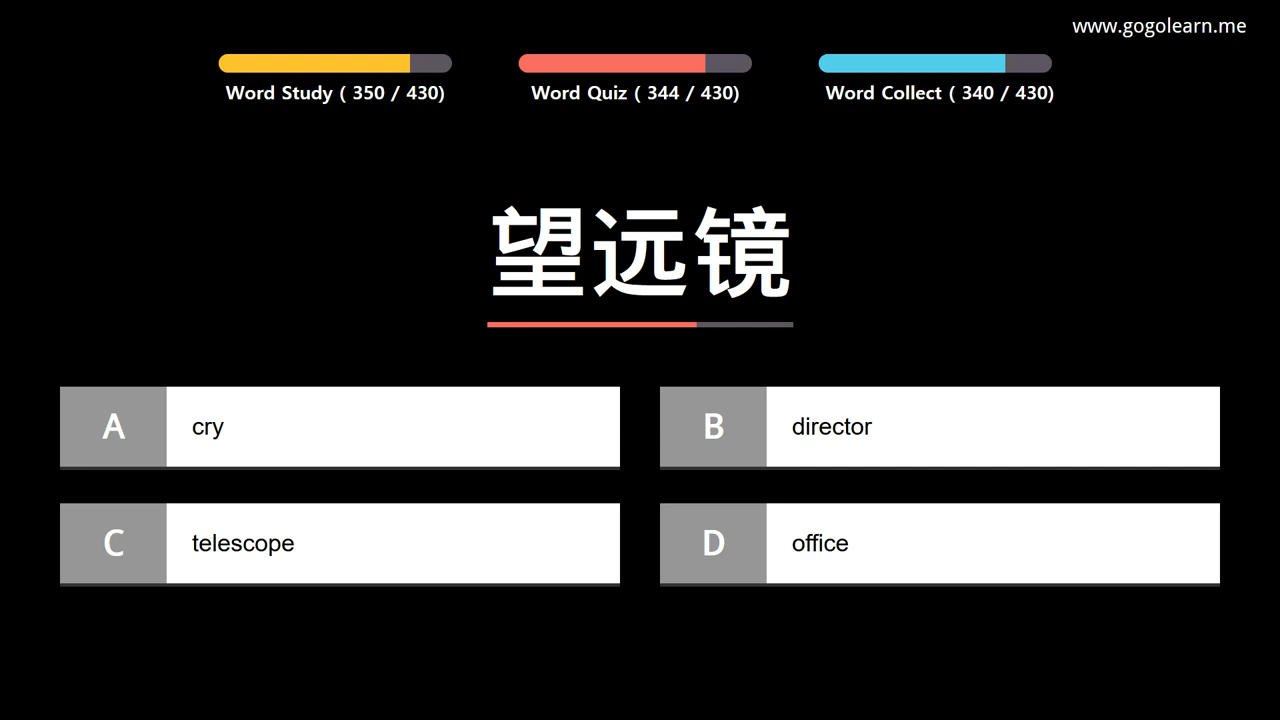 www.gogolearn.me
Word Study ( 350 / 430)
Word Quiz ( 344 / 430)
Word Collect ( 340 / 430)
望远镜
A cry
B director
C telescope
D office